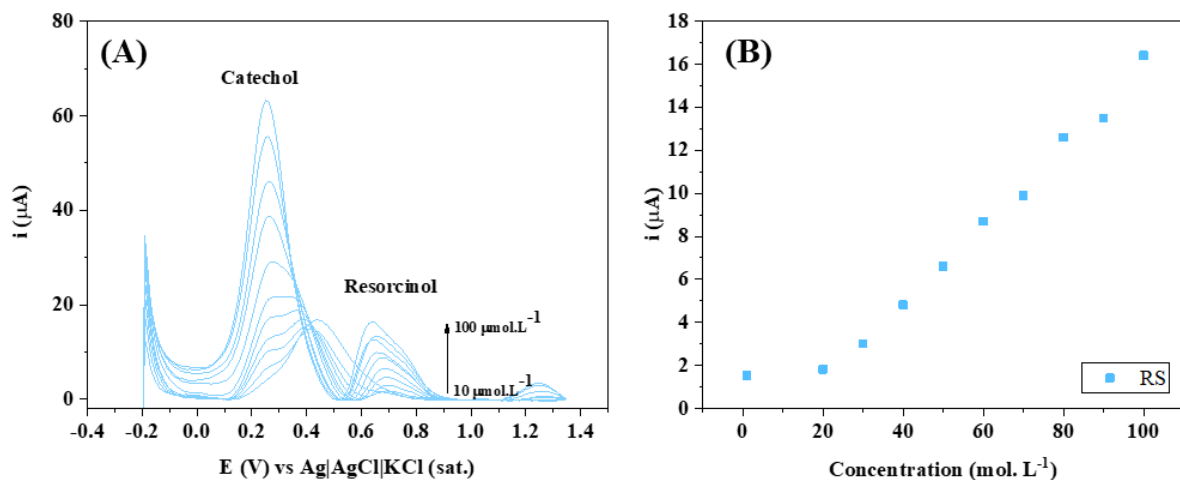 (A)
Catechol
Resorcinol
100 µmol.L-1
10 µmol.L-1
80
60
40
20
0
i (µA)
-0.4 -0.2 0.0 0.2 0.4 0.6 0.8 1.0 1.2 1.4
E (V) vs Ag|AgCl|KCl (sat.)
(B)
18
16
14
12
10
8
6
4
2
0
i (µA)
RS
0 20 40 60 80 100
Concentration (mol. L-1)